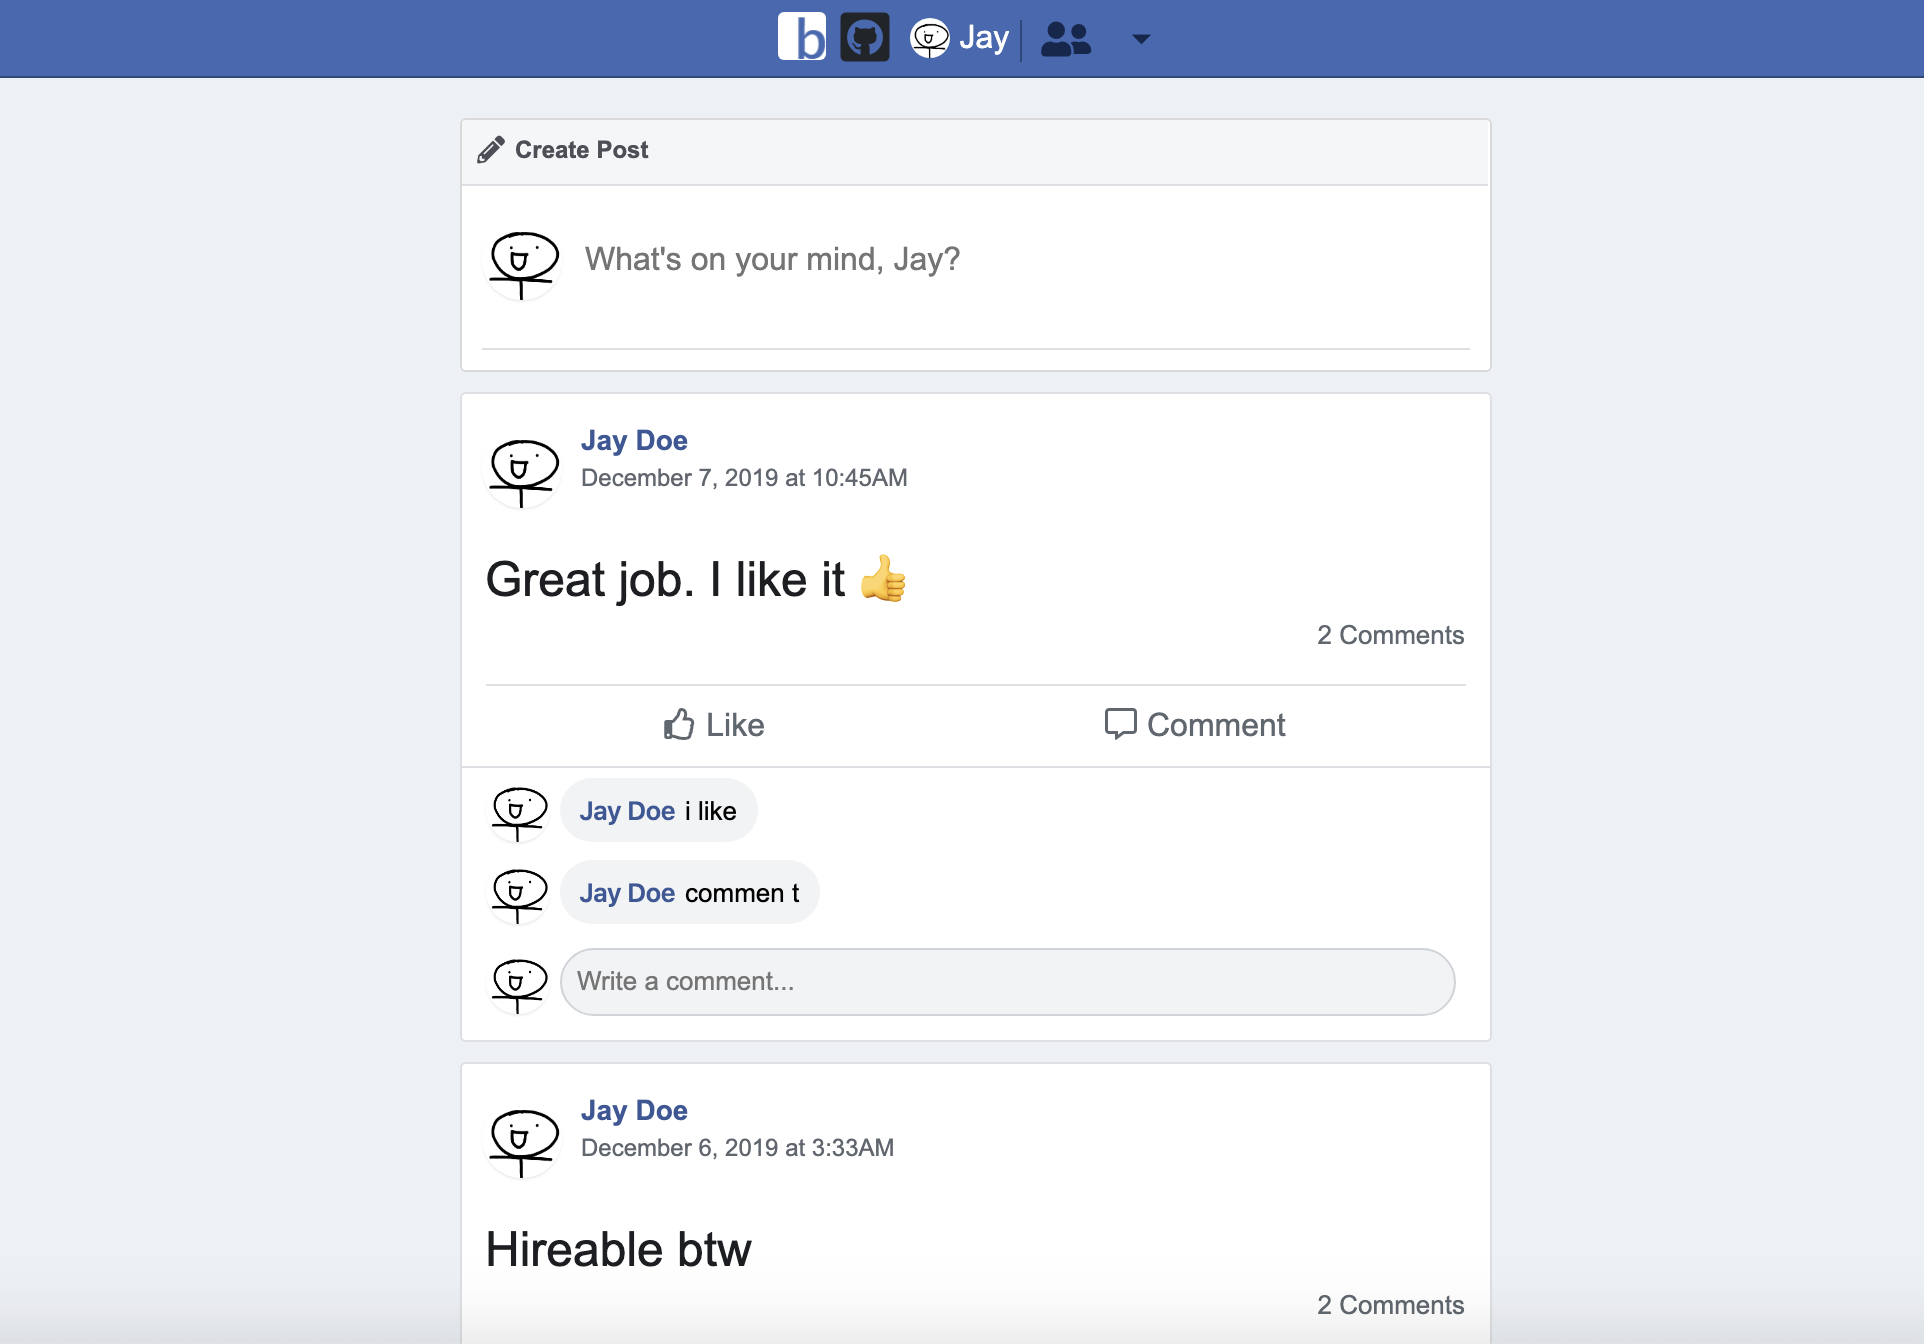 b
Jay
Create Post
What's on your mind, Jay?
Jay Doe
December 7, 2019 at 10:45AM
Great job. I like it 👍
2 Comments
Like
Comment
Jay Doe i like
Jay Doe commen t
Write a comment...
Jay Doe
December 6, 2019 at 3:33AM
Hireable btw
2 Comments